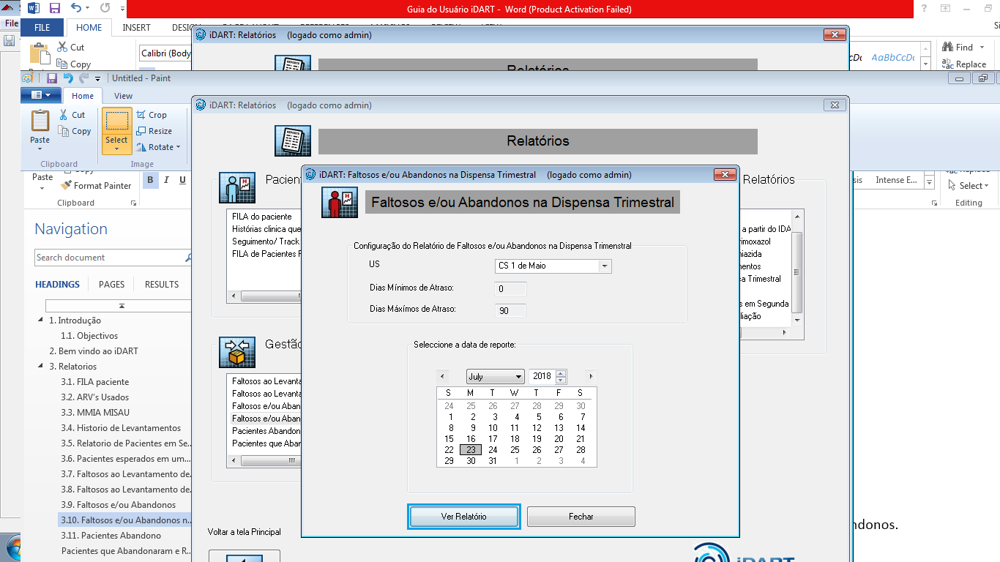 Guia do Usuário iDART - Word (Product Activation Failed)
File
FILE
HOME
INSERT
Cut
Copy
Calibri (Body
iDART: Relatórios (logado como admin)
Relatórios
AaBbCcDc
Find
Replace
Untitled - Paint
Home
View
Paste
Cut
Copy
Select
Crop
Resize
Rotate
Clipboard
Image
Paste
Format Painter
B I U
Clipboard
Intense E...
Select
Editing
Navigation
Search document
HEADINGS
PAGES
RESULTS
1. Introdução
1.1. Objectivos
2. Bem vindo ao iDART
3. Relatorios
3.1. FILA paciente
3.2. ARV's Usados
3.3. MMIA MISAU
3.4. Historio de Levantamentos
3.5. Relatorio de Pacientes em Se...
3.6. Pacientes esperados em um...
3.7. Faltosos ao Levantamento de...
3.8. Faltosos ao Levantamento de...
3.9. Faltosos e/ou Abandonos
3.10. Faltosos e/ou Abandonos n...
3.11. Pacientes Abandono
Pacientes que Abandonaram e R...
iDART: Relatórios (logado como admin)
Relatórios
Pacien
FILA do paciente
Histórias clinica que
Seguimento/ Track
FILA de Pacientes F
Gestão
Faltosos ao Levanta
Faltosos ao Levanta
Faltosos e/ou Aban
Faltosos e/ou Aban
Pacientes Abandon
Pacientes que Abar
Voltar a tela Principal
Relatórios
a partir do IDA
rimoxazol
niazida
mentos
a Trimestral
s em Segunda
liação
iDART: Faltosos e/ou Abandonos na Dispensa Trimestral (logado como admin)
Faltosos e/ou Abandonos na Dispensa Trimestral
Configuração do Relatório de Faltosos e/ou Abandonos na Dispensa Trimenstral
US
CS 1 de Maio
Dias Mínimos de Atraso:
0
Dias Máxímos de Atraso:
90
Seleccione a data de reporte:
July
2018
S M T W T F S
24 25 26 27 28 29 30
1 2 3 4 5 6 7
8 9 10 11 12 13 14
15 16 17 18 19 20 21
22 23 24 25 26 27 28
29 30 31 1 2 3 4
Ver Relatório
Fechar
ndonos.
iDART